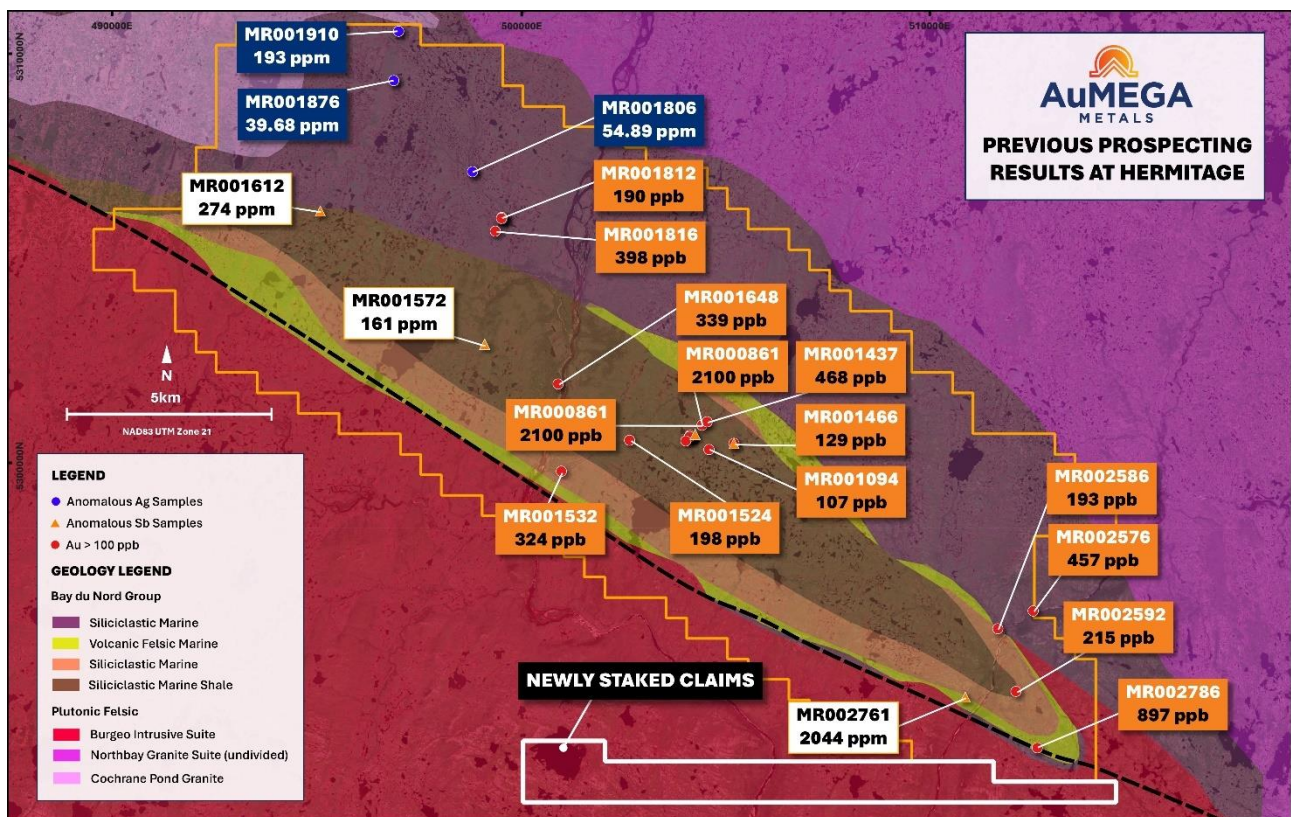 490000E
500000E
510000E
5310000N
5300000N
AuMEGA
METALS
PREVIOUS PROSPECTING
RESULTS AT HERMITAGE
MR001910
193 ppm
MR001876
39.68 ppm
MR001806
54.89 ppm
MR001612
274 ppm
MR001812
190 ppb
MR001816
398 ppb
MR001572
161 ppm
MR001648
339 ppb
MR000861
2100 ppb
MR001437
468 ppb
MR000861
2100 ppb
MR001466
129 ppb
MR001094
107 ppb
MR001532
324 ppb
MR001524
198 ppb
MR002586
193 ppb
MR002576
457 ppb
MR002592
215 ppb
MR002786
897 ppb
MR002761
2044 ppm
NEWLY STAKED CLAIMS
N
5km
NAD83 UTM Zone 21
LEGEND
Anomalous Ag Samples
Anomalous Sb Samples
Au > 100 ppb
GEOLOGY LEGEND
Bay du Nord Group
Siliciclastic Marine
Volcanic Felsic Marine
Siliciclastic Marine
Siliciclastic Marine Shale
Plutonic Felsic
Burgeo Intrusive Suite
Northbay Granite Suite (undivided)
Cochrane Pond Granite